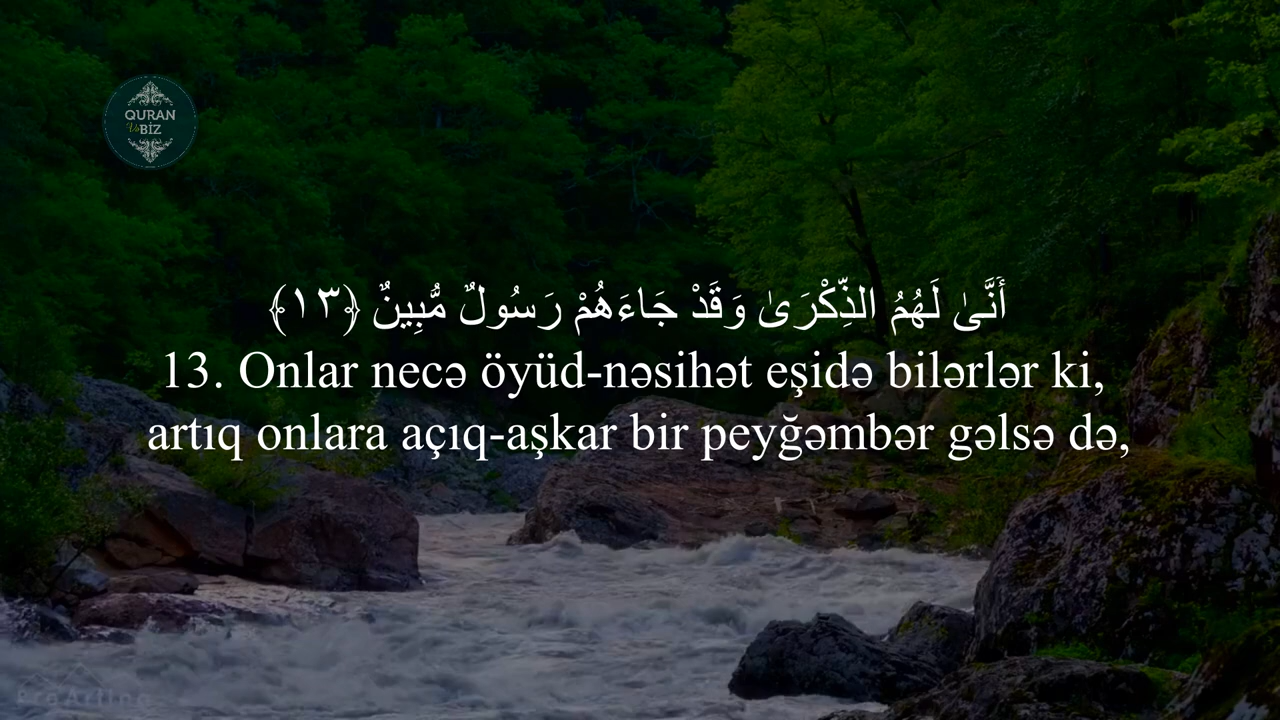 QURAN
Və
BİZ
أَنَّىٰ لَهُمُ الذِّكْرَىٰ وَقَدْ جَاءَهُمْ رَسُولٌ مُّبِينٌ ﴿١٣﴾
13. Onlar necə öyüd-nəsihət eşidə bilərlər ki,
artıq onlara açıq-aşkar bir peyğəmbər gəlsə də,